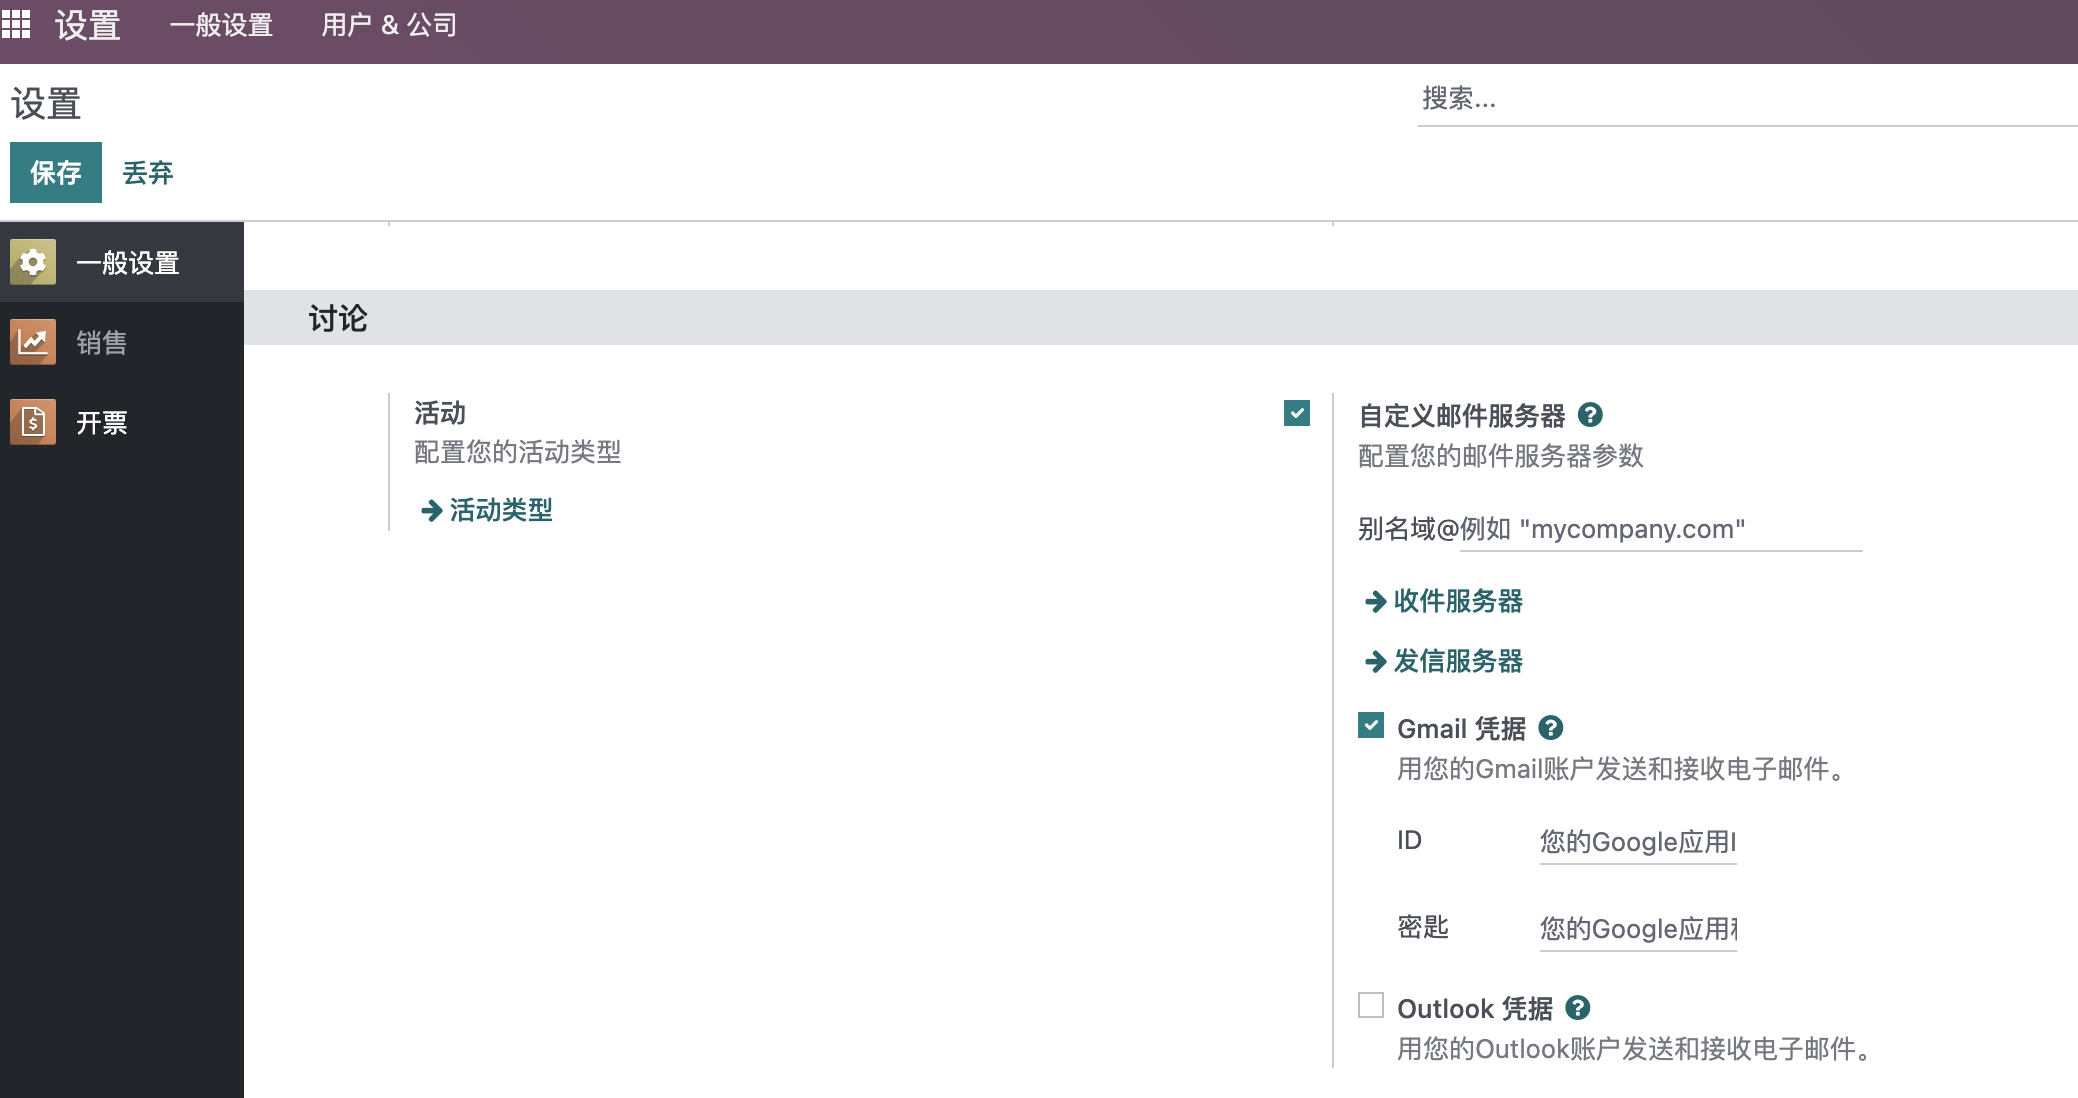 设置 一般设置 用户 & 公司
设置
搜索...
保存 丢弃
一般设置
销售
开票
讨论
活动
配置您的活动类型
活动类型
自定义邮件服务器
配置您的邮件服务器参数
别名域@例如 "mycompany.com"
收件服务器
发信服务器
Gmail 凭据
用您的Gmail账户发送和接收电子邮件。
ID 您的Google应用I
密匙 您的Google应用
Outlook 凭据
用您的Outlook账户发送和接收电子邮件。